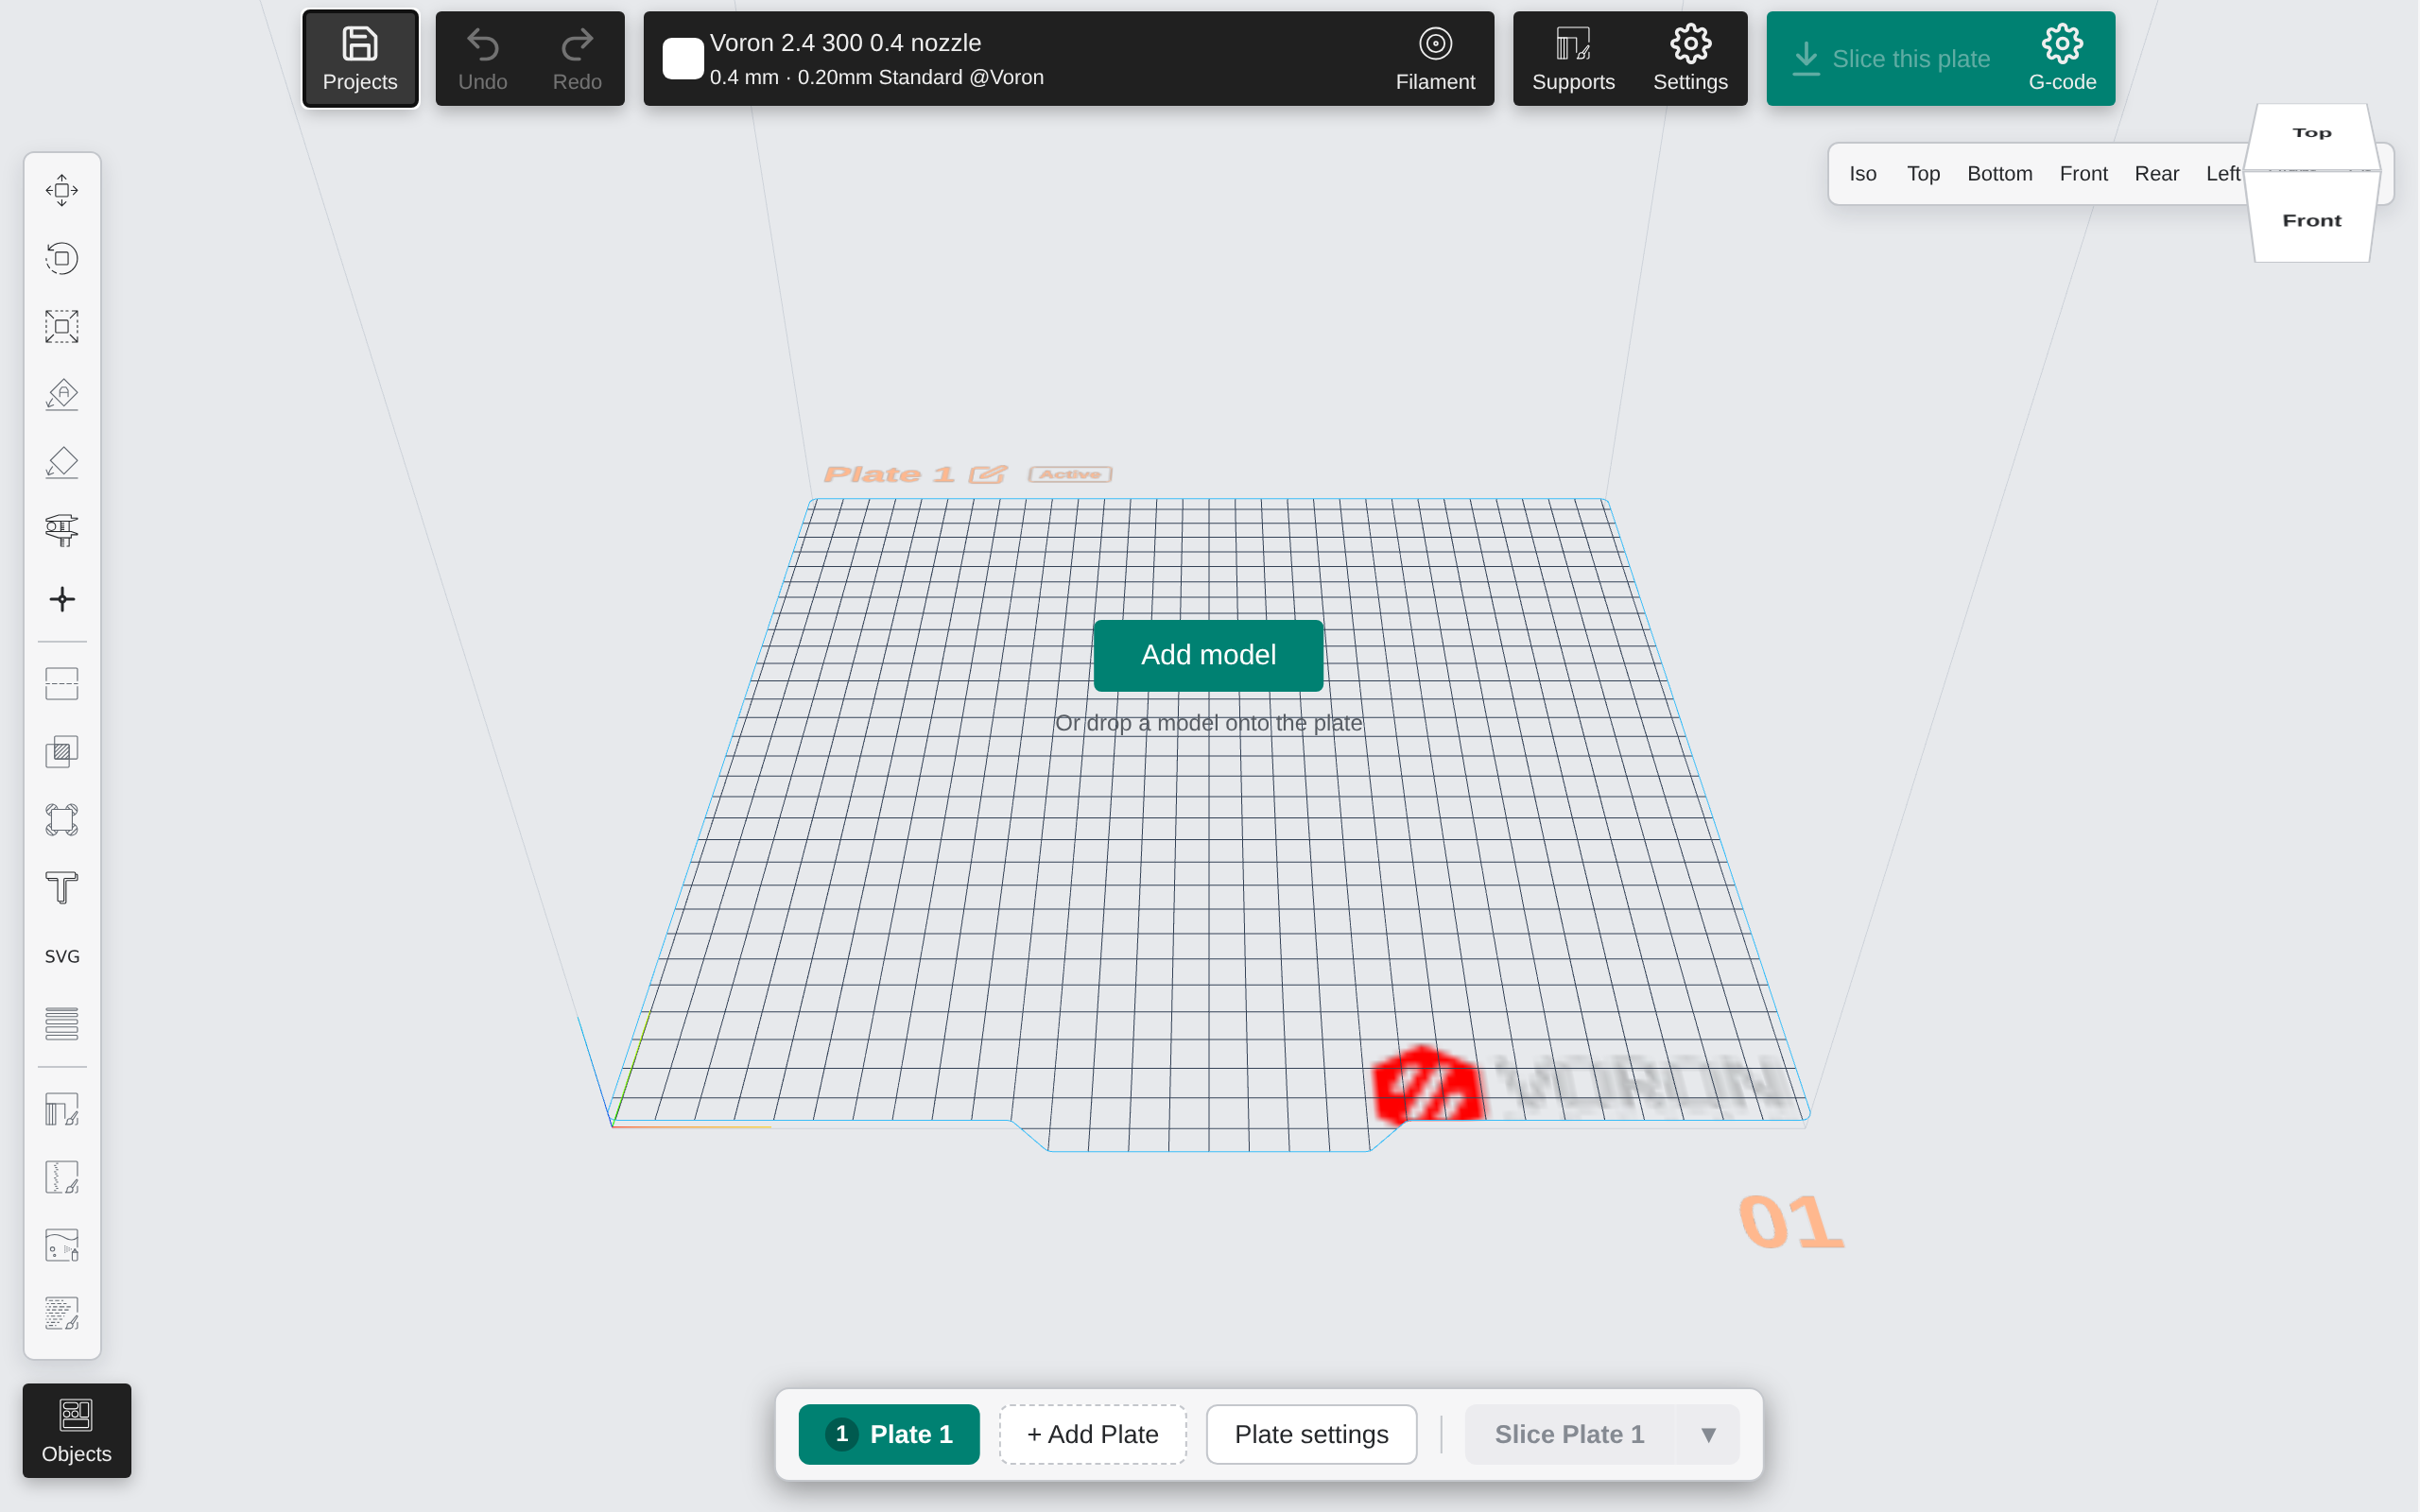 Projects
Undo
Redo
Voron 2.4 300 0.4 nozzle
0.4 mm · 0.20mm Standard @Voron
Filament
Supports
Settings
Slice this plate
G-code
Iso
Top
Bottom
Front
Rear
Left
Top
Front
Plate 1
Active
Add model
Or drop a model onto the plate
SVG
VORON
01
Objects
1 Plate 1
+ Add Plate
Plate settings
Slice Plate 1